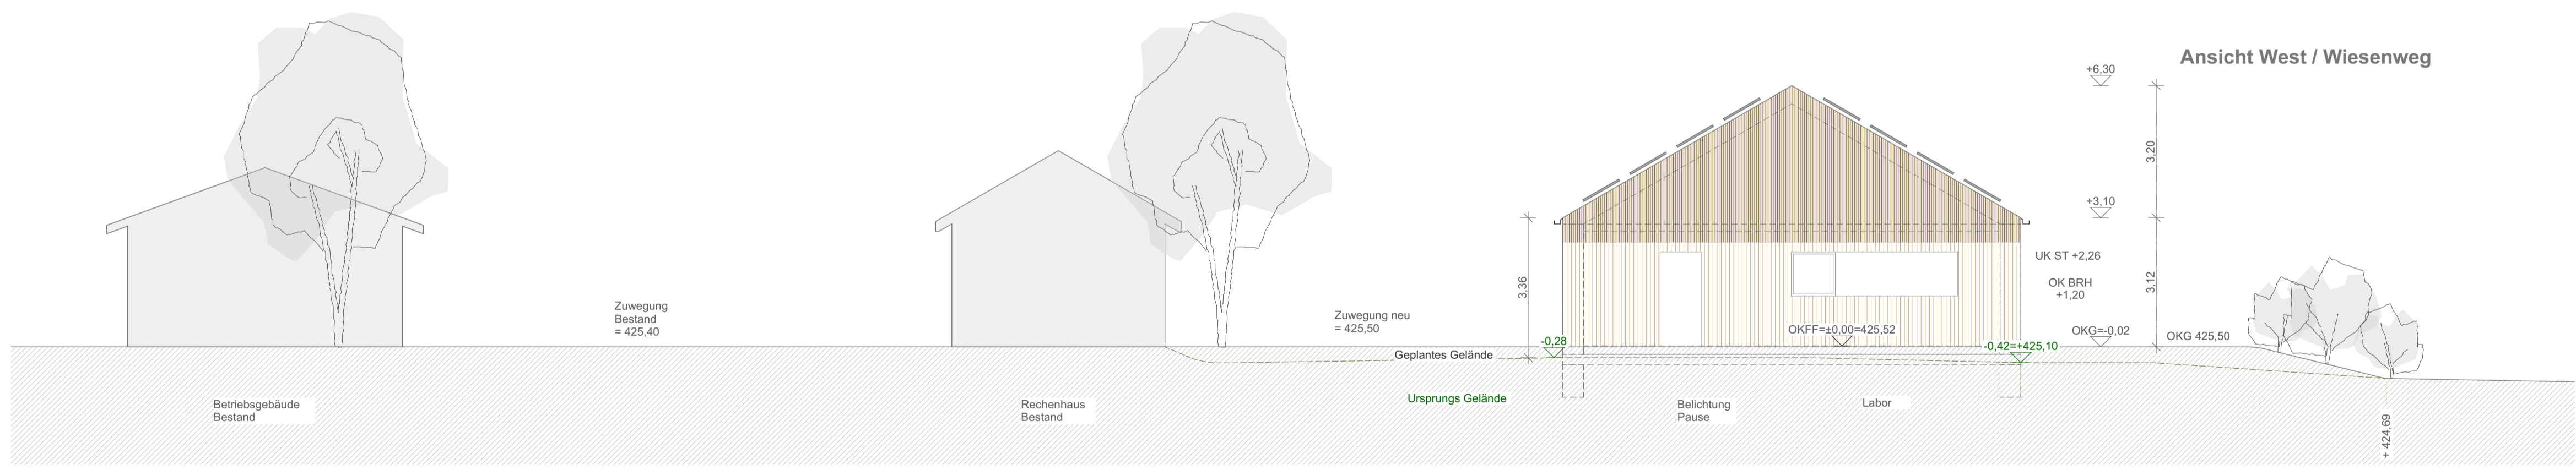 Ansicht West / Wiesenweg
+6,30
3,20
+3,10
UK ST +2,26
3,36
3,12
OK BRH
+1,20
Zuwegung
Bestand
= 425,40
Zuwegung neu
= 425,50
OKFF=±0,00=425,52
OKG=-0,02
OKG 425,50
-0,28
-0,42=+425,10
Geplantes Gelände
Ursprungs Gelände
Betriebsgebäude
Bestand
Rechenhaus
Bestand
Belichtung
Pause
Labor
+ 424,69